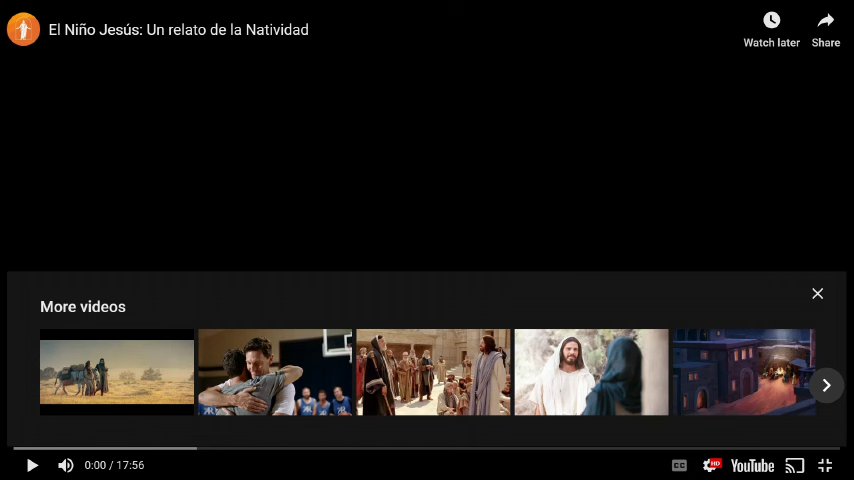 El Niño Jesús: Un relato de la Natividad
Watch later
Share
More videos
0:00 / 17:56
CC
HD
YouTube